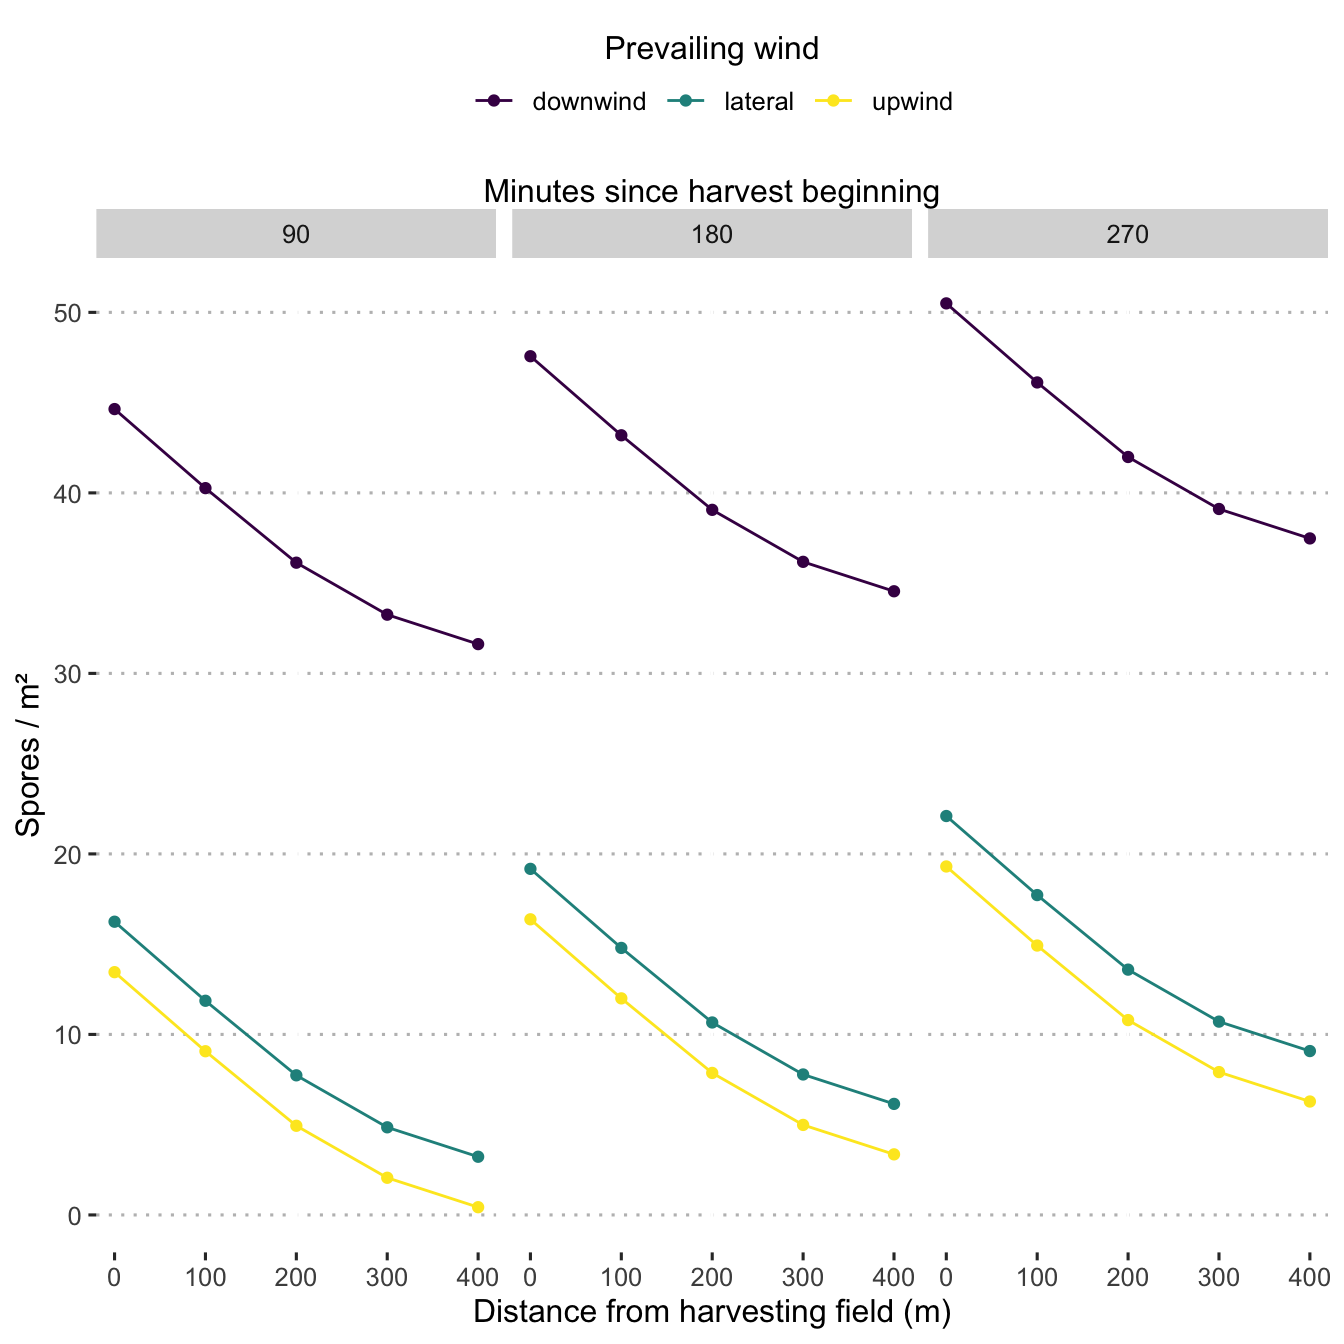 Prevailing wind
downwind lateral upwind
Minutes since harvest beginning
90 180 270
50
40
30
20
10
0
Spores / m²
0 100 200 300 400 0 100 200 300 400 0 100 200 300 400
Distance from harvesting field (m)